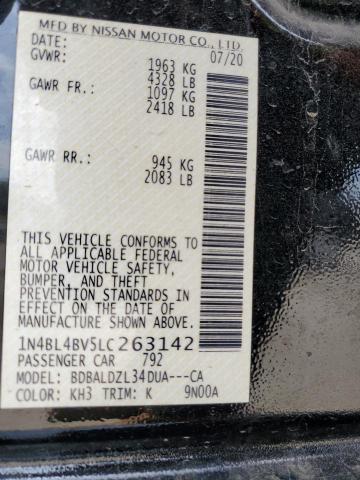 MFD BY NISSAN MOTOR CO., LTD.
DATE: 07/20
GVWR: 1963 KG
4328 LB
GAWR FR.: 1097 KG
2418 LB
GAWR RR.: 945 KG
2083 LB
THIS VEHICLE CONFORMS TO
ALL APPLICABLE FEDERAL
MOTOR VEHICLE SAFETY,
BUMPER, AND THEFT
PREVENTION STANDARDS IN
EFFECT ON THE DATE OF
MANUFACTURE SHOWN ABOVE.
1N4BL4BV5LC263142
PASSENGER CAR 792
MODEL: BDBALDZL34DUA---CA
COLOR: KH3 TRIM: K 9N00A